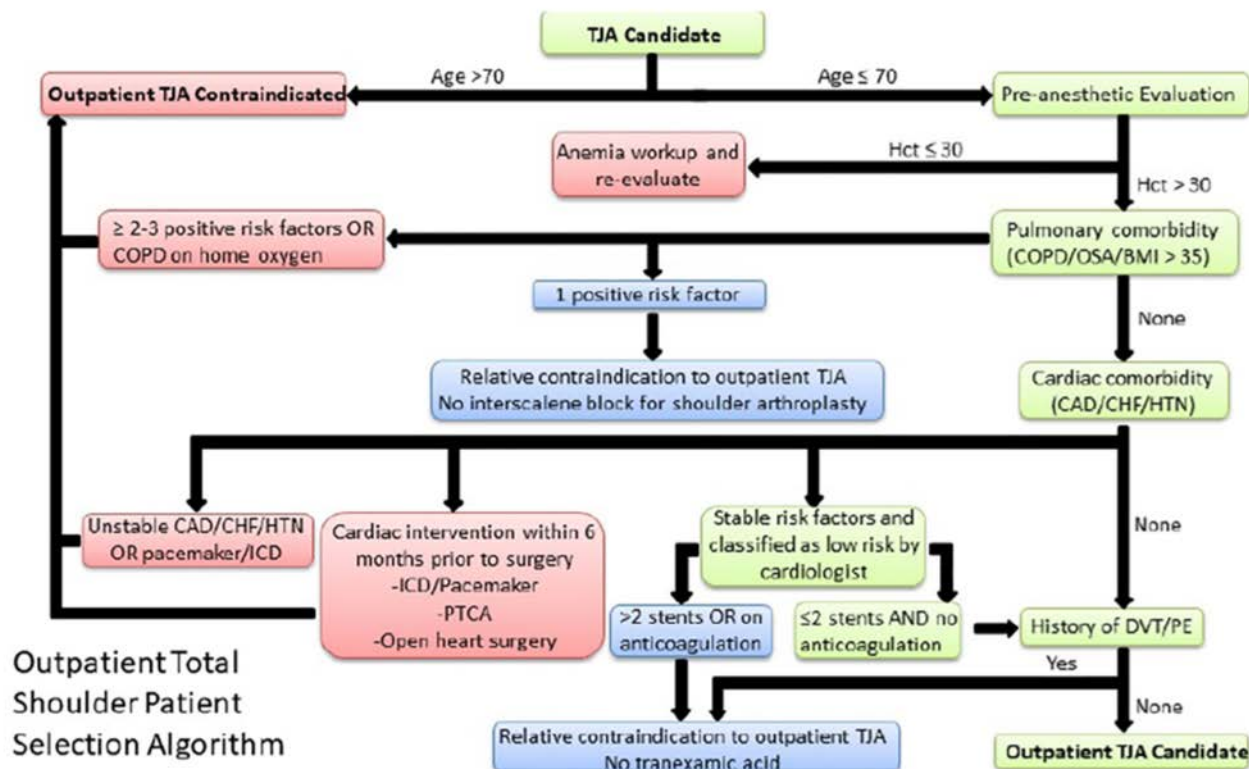 TJA Candidate
Age >70
Age ≤ 70
Outpatient TJA Contraindicated
Pre-anesthetic Evaluation
Anemia workup and
re-evaluate
Hct ≤ 30
Hct > 30
≥ 2-3 positive risk factors OR
COPD on home oxygen
Pulmonary comorbidity
(COPD/OSA/BMI > 35)
1 positive risk factor
None
Relative contraindication to outpatient TJA
No interscalene block for shoulder arthroplasty
Cardiac comorbidity
(CAD/CHF/HTN)
Unstable CAD/CHF/HTN
OR pacemaker/ICD
Cardiac intervention within 6
months prior to surgery
-ICD/Pacemaker
-PTCA
-Open heart surgery
Stable risk factors and
classified as low risk by
cardiologist
None
>2 stents OR on
anticoagulation
≤2 stents AND no
anticoagulation
History of DVT/PE
Yes
None
Relative contraindication to outpatient TJA
No tranexamic acid
Outpatient TJA Candidate
Outpatient Total
Shoulder Patient
Selection Algorithm